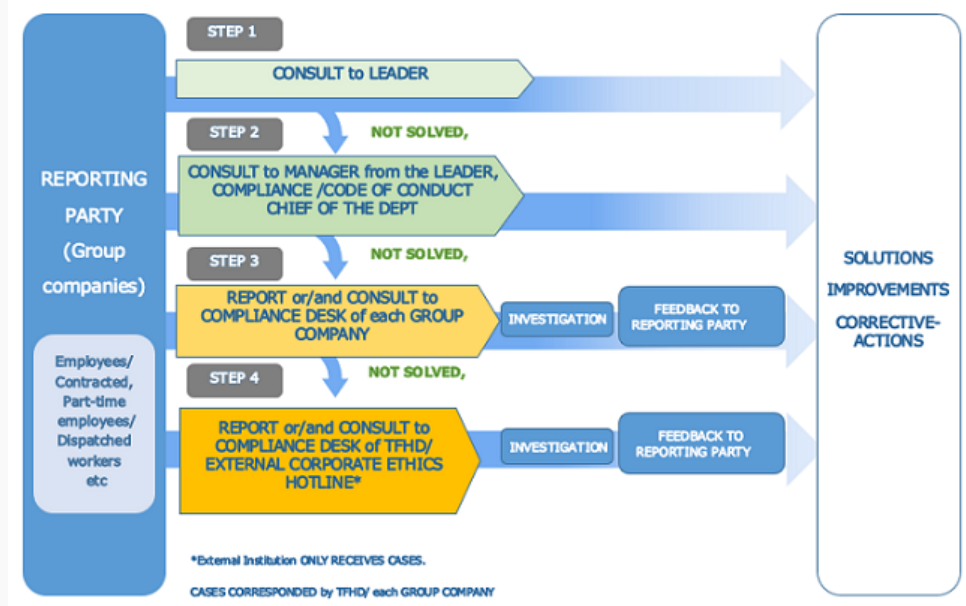 REPORTING
PARTY
(Group
companies)
Employees/
Contracted,
Part-time
employees/
Dispatched
workers
etc
STEP 1
CONSULT to LEADER
NOT SOLVED,
STEP 2
CONSULT to MANAGER from the LEADER,
COMPLIANCE /CODE OF CONDUCT
CHIEF OF THE DEPT
NOT SOLVED,
STEP 3
REPORT or/and CONSULT to
COMPLIANCE DESK of each GROUP
COMPANY
INVESTIGATION
FEEDBACK TO
REPORTING PARTY
NOT SOLVED,
STEP 4
REPORT or/and CONSULT to
COMPLIANCE DESK of TFHD/
EXTERNAL CORPORATE ETHICS
HOTLINE*
INVESTIGATION
FEEDBACK TO
REPORTING PARTY
SOLUTIONS
IMPROVEMENTS
CORRECTIVE-
ACTIONS
*External Institution ONLY RECEIVES CASES.
CASES CORRESPONDED by TFHD/ each GROUP COMPANY